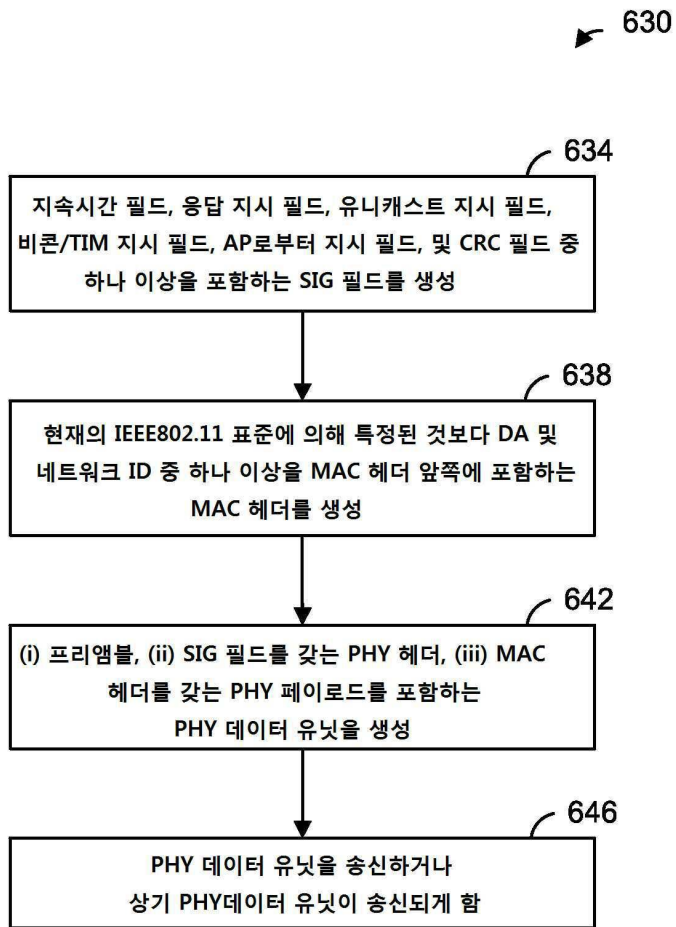 630
634
지속시간 필드, 응답 지시 필드, 유니캐스트 지시 필드,
비콘/TIM 지시 필드, AP로부터 지시 필드, 및 CRC 필드 중
하나 이상을 포함하는 SIG 필드를 생성
638
현재의 IEEE802.11 표준에 의해 특정된 것보다 DA 및
네트워크 ID 중 하나 이상을 MAC 헤더 앞쪽에 포함하는
MAC 헤더를 생성
642
(i) 프리앰블, (ii) SIG 필드를 갖는 PHY 헤더, (iii) MAC
헤더를 갖는 PHY 페이로드를 포함하는
PHY 데이터 유닛을 생성
646
PHY 데이터 유닛을 송신하거나
상기 PHY데이터 유닛이 송신되게 함